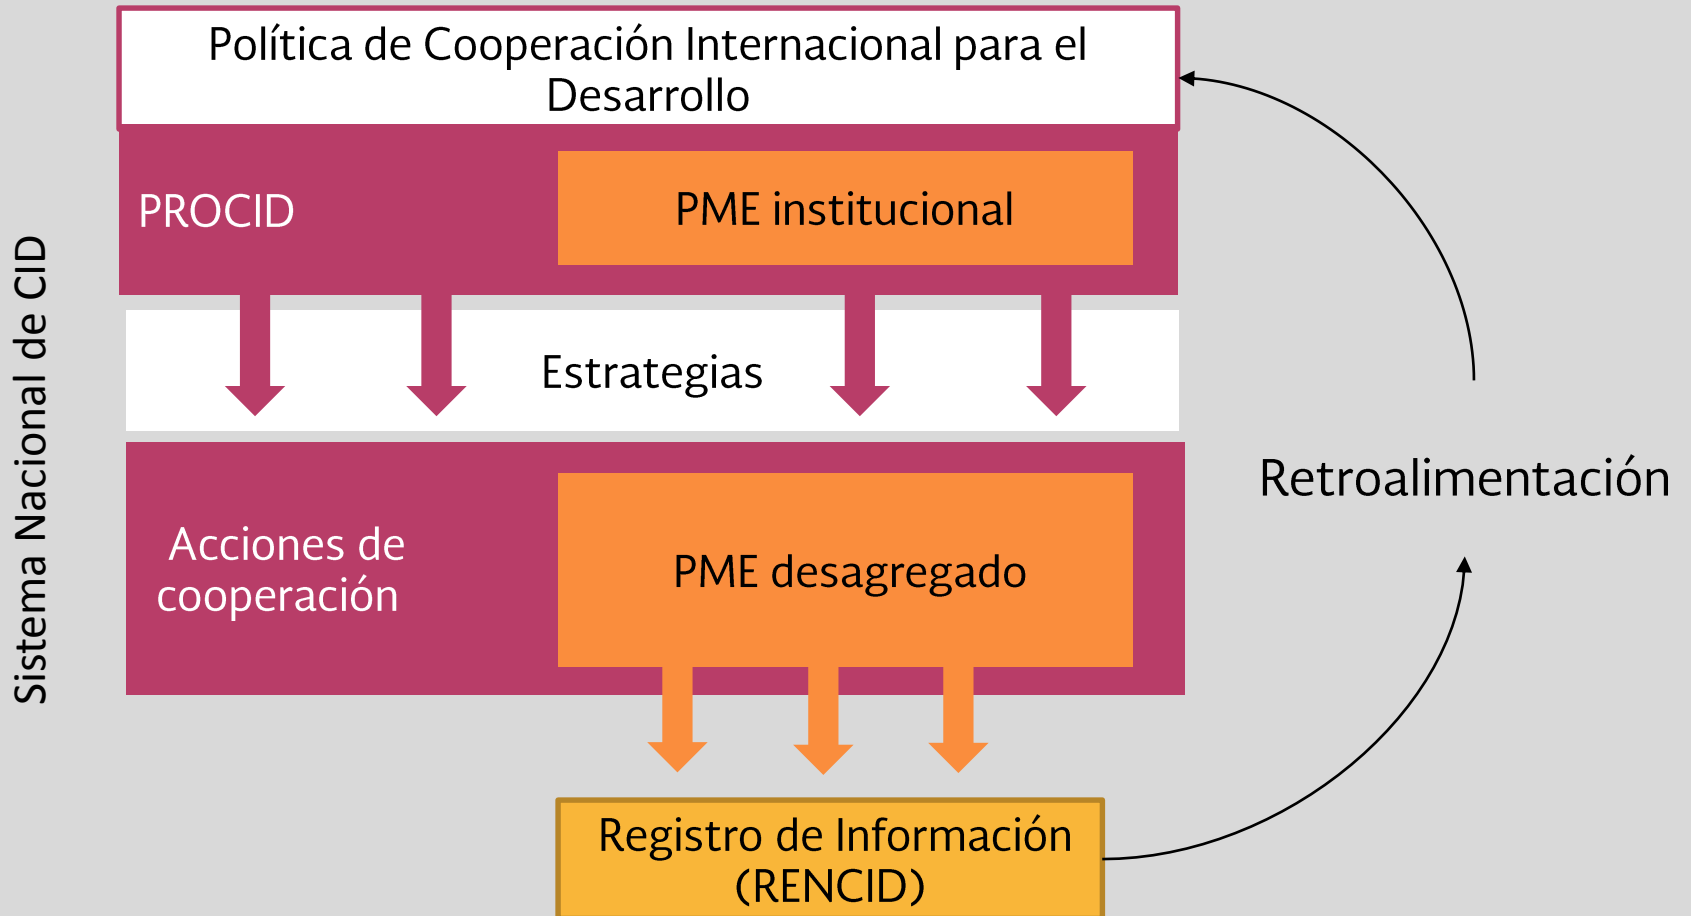 Política de Cooperación Internacional para el
Desarrollo
PROCID
PME institucional
Sistema Nacional de CID
Estrategias
Retroalimentación
Acciones de
cooperación
PME desagregado
Registro de Información
(RENCID)